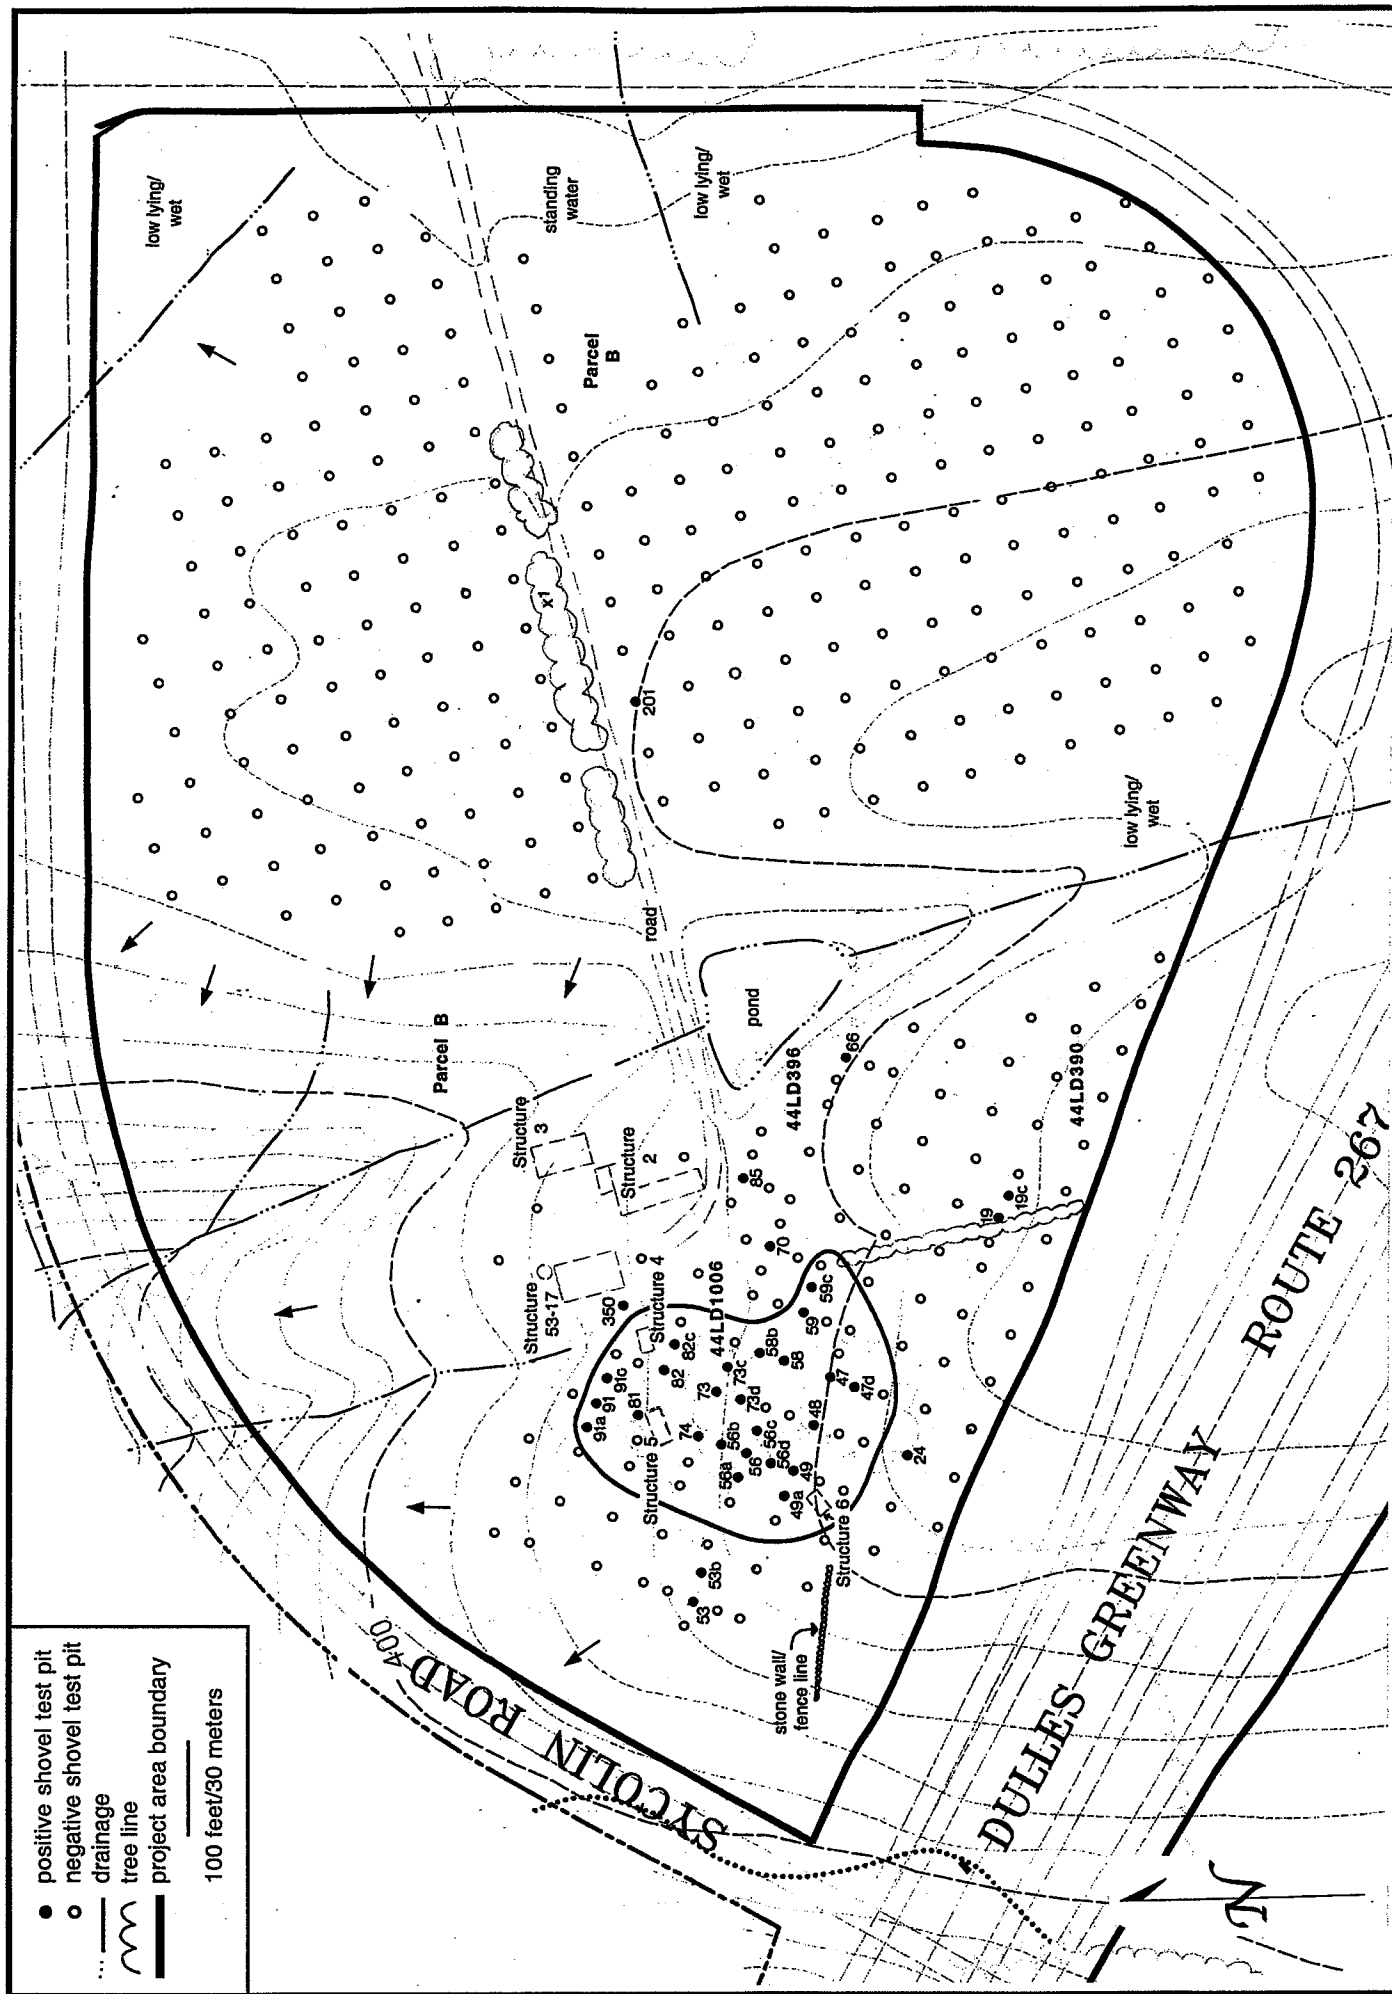 positive shovel test pit
negative shovel test pit
drainage
tree line
project area boundary
100 feet/30 meters
SYCOLIN ROAD
400
DULLES GREENWAY
ROUTE 267
N
low lying/
wet
standing
water
low lying/
wet
Parcel
B
x1
201
road
low lying/
wet
Parcel B
pond
66
44LD396
44LD390
Structure
3
Structure
2
85
19
19c
70
Structure
53-17
350
Structure 4
44LD1006
59c
59
82c
82
58b
58
73c
73
73d
91c
91
91a
81
47
47d
48
74
56b
56c
56d
56
56a
49
49a
24
Structure 5
Structure 6
53b
53
stone wall/
fence line